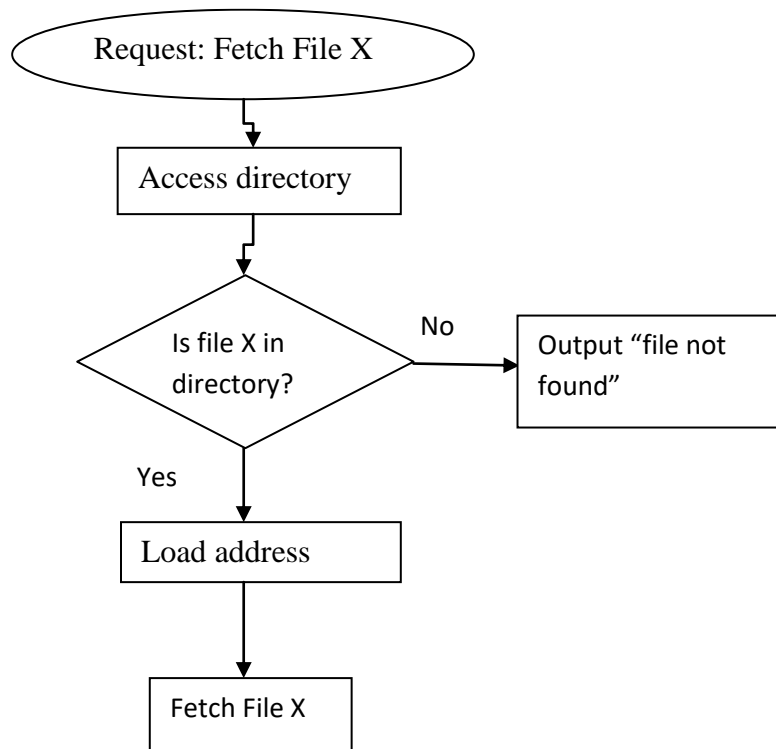 Request: Fetch File X
Access directory
Is file X in
directory?
No
Output “file not
found”
Yes
Load address
Fetch File X